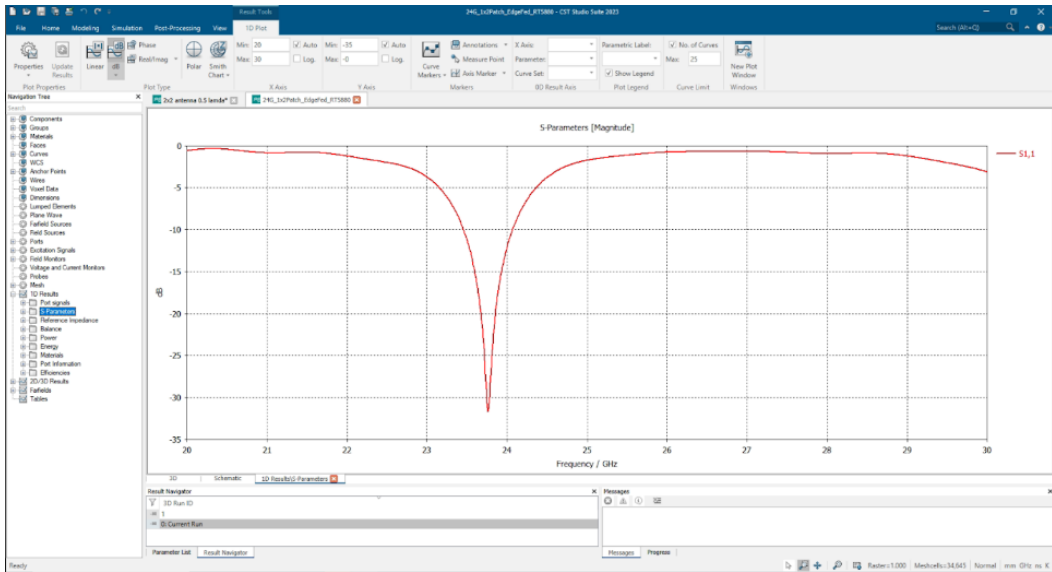 Result Tools
24G_1x2Patch_EdgeFed_RT5880 - CST Studio Suite 2023
File Home Modeling Simulation Post-Processing View 1D Plot
Search (Alt+Q)
Properties
Update Results
Plot Properties
Linear
dB
Phase
Real/Imag
Polar
Smith Chart
Plot Type
Min: 20 Auto
Max: 30 Log.
X Axis
Min: -35 Auto
Max: -0 Log.
Y Axis
Curve Markers
Annotations
Measure Point
Axis Marker
Markers
X Axis:
Parameter:
Curve Set:
0D Result Axis
Parametric Label:
Show Legend
Plot Legend
No. of Curves
Max: 25
Curve Limit
New Plot Window
Windows
Navigation Tree
Search
Components
Groups
Materials
Faces
Curves
WCS
Anchor Points
Wires
Voxel Data
Dimensions
Lumped Elements
Plane Wave
Farfield Sources
Field Sources
Ports
Excitation Signals
Field Monitors
Voltage and Current Monitors
Probes
Mesh
1D Results
Port signals
S-Parameters
Reference Impedance
Balance
Power
Energy
Materials
Port Information
Efficiencies
2D/3D Results
Farfields
Tables
2x2 antenna 0.5 lamda*
24G_1x2Patch_EdgeFed_RT5880
S-Parameters [Magnitude]
S1,1
0
-5
-10
-15
-20
-25
-30
-35
dB
20 21 22 23 24 25 26 27 28 29 30
Frequency / GHz
3D Schematic 1D Results\S-Parameters
Result Navigator
3D Run ID
1
0: Current Run
Parameter List Result Navigator
Messages
Messages Progress
Ready
Raster=1.000 Meshcells=34,643 Normal mm GHz ns K